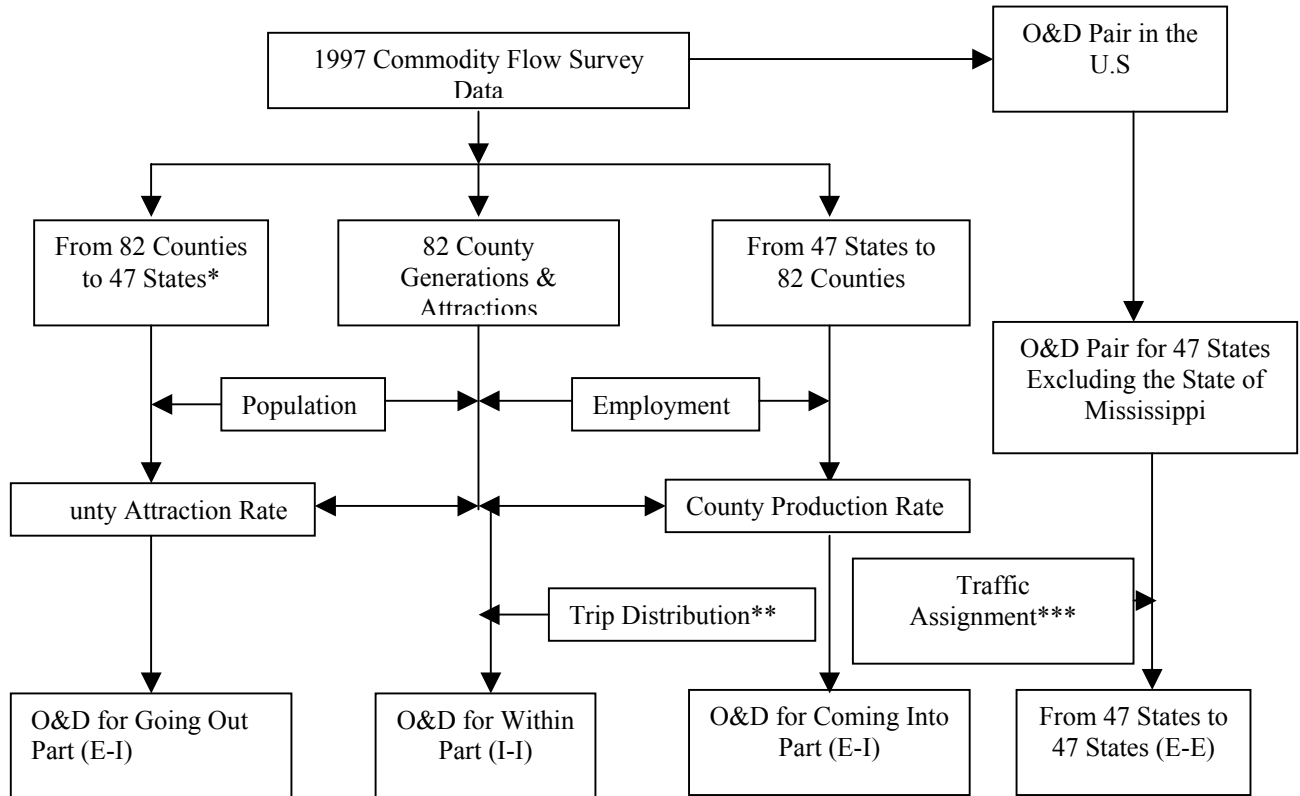 1997 Commodity Flow Survey
Data
O&D Pair in the
U.S
From 82 Counties
to 47 States*
82 County
Generations &
Attractions
From 47 States to
82 Counties
O&D Pair for 47 States
Excluding the State of
Mississippi
Population
Employment
unty Attraction Rate
County Production Rate
Trip Distribution**
Traffic
Assignment***
O&D for Going Out
Part (E-I)
O&D for Within
Part (I-I)
O&D for Coming Into
Part (E-I)
From 47 States to
47 States (E-E)